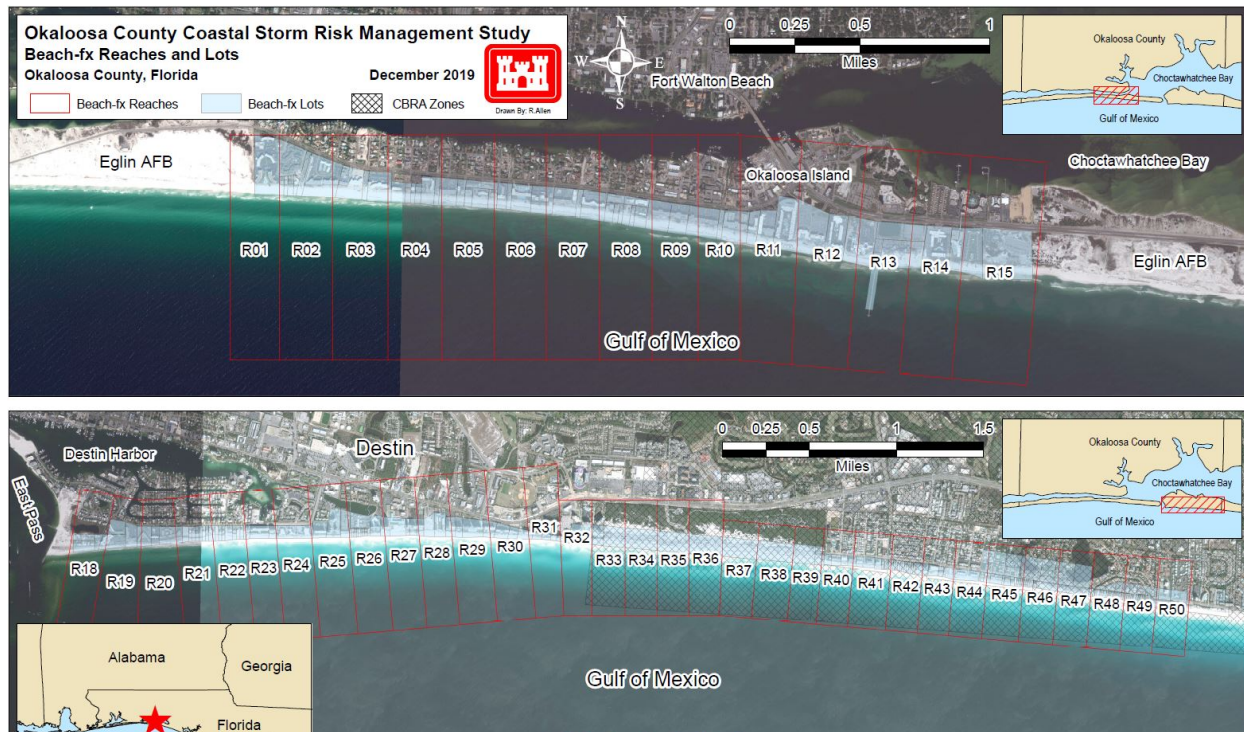 Okaloosa County Coastal Storm Risk Management Study
Beach-fx Reaches and Lots
Okaloosa County, Florida December 2019
Beach-fx Reaches Beach-fx Lots CBRA Zones
Drawn By: R.Allen
N
W E
S
0 0.25 0.5 1
Miles
Fort Walton Beach
Okaloosa County
Choctawhatchee Bay
Gulf of Mexico
Eglin AFB
Okaloosa Island
Choctawhatchee Bay
R01 R02 R03 R04 R05 R06 R07 R08 R09 R10 R11 R12 R13 R14 R15
Eglin AFB
Gulf of Mexico
Destin Harbor
Destin
East Pass
0 0.25 0.5 1 1.5
Miles
Okaloosa County
Choctawhatchee Bay
Gulf of Mexico
R18 R19 R20 R21 R22 R23 R24 R25 R26 R27 R28 R29 R30 R31 R32 R33 R34 R35 R36 R37 R38 R39 R40 R41 R42 R43 R44 R45 R46 R47 R48 R49 R50
Gulf of Mexico
Alabama
Georgia
Florida